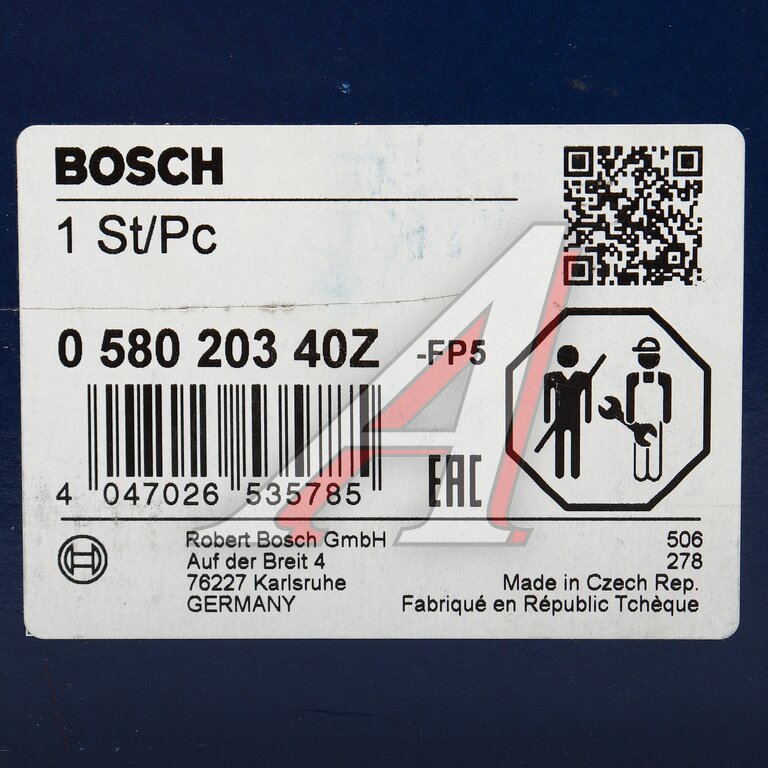 BOSCH
1 St/Pc
0 580 203 40Z -FP5
4 047026 535785
EAC
Robert Bosch GmbH
Auf der Breit 4
76227 Karlsruhe
GERMANY
506
278
Made in Czech Rep.
Fabriqué en République Tchèque